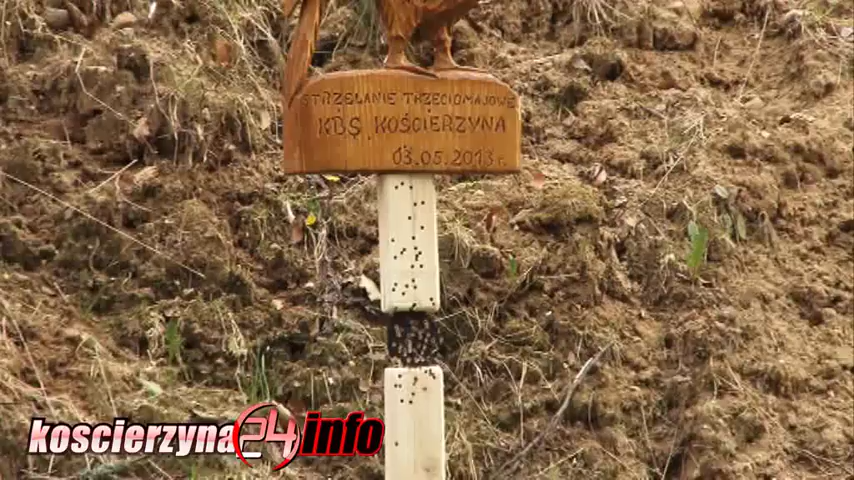 STRZELANIE TRZECIOMAJOWE
KBS KOŚCIERZYNA
03.05.2013 r.
koscierzyna24info